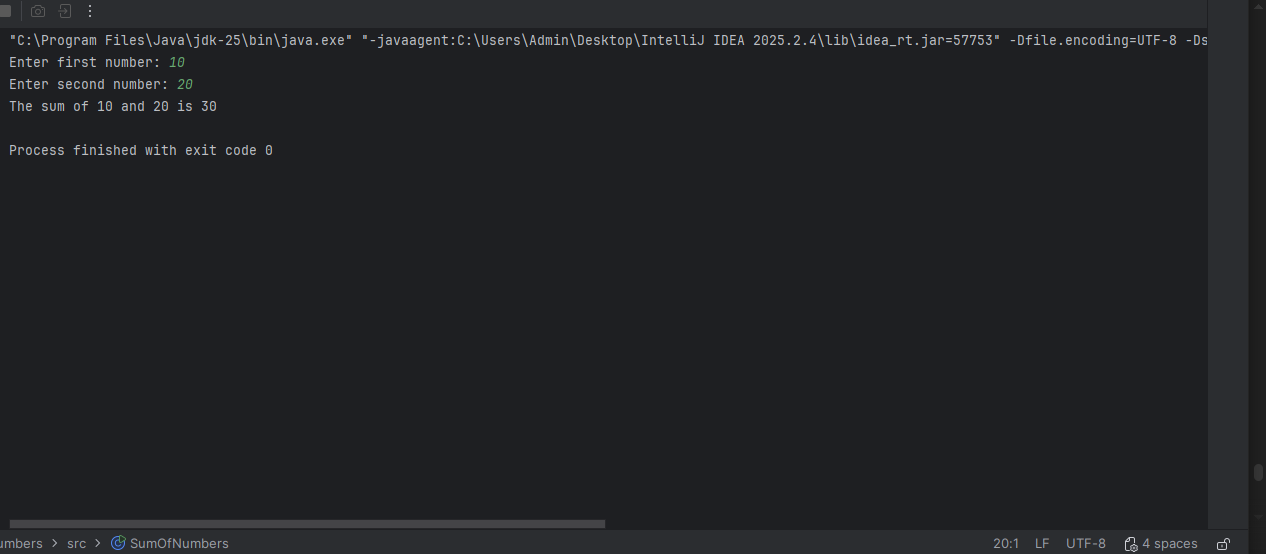 "C:\Program Files\Java\jdk-25\bin\java.exe" "-javaagent:C:\Users\Admin\Desktop\IntelliJ IDEA 2025.2.4\lib\idea_rt.jar=57753" -Dfile.encoding=UTF-8 -Ds
Enter first number: 10
Enter second number: 20
The sum of 10 and 20 is 30
Process finished with exit code 0
umbers > src > SumOfNumbers 20:1 LF UTF-8 4 spaces